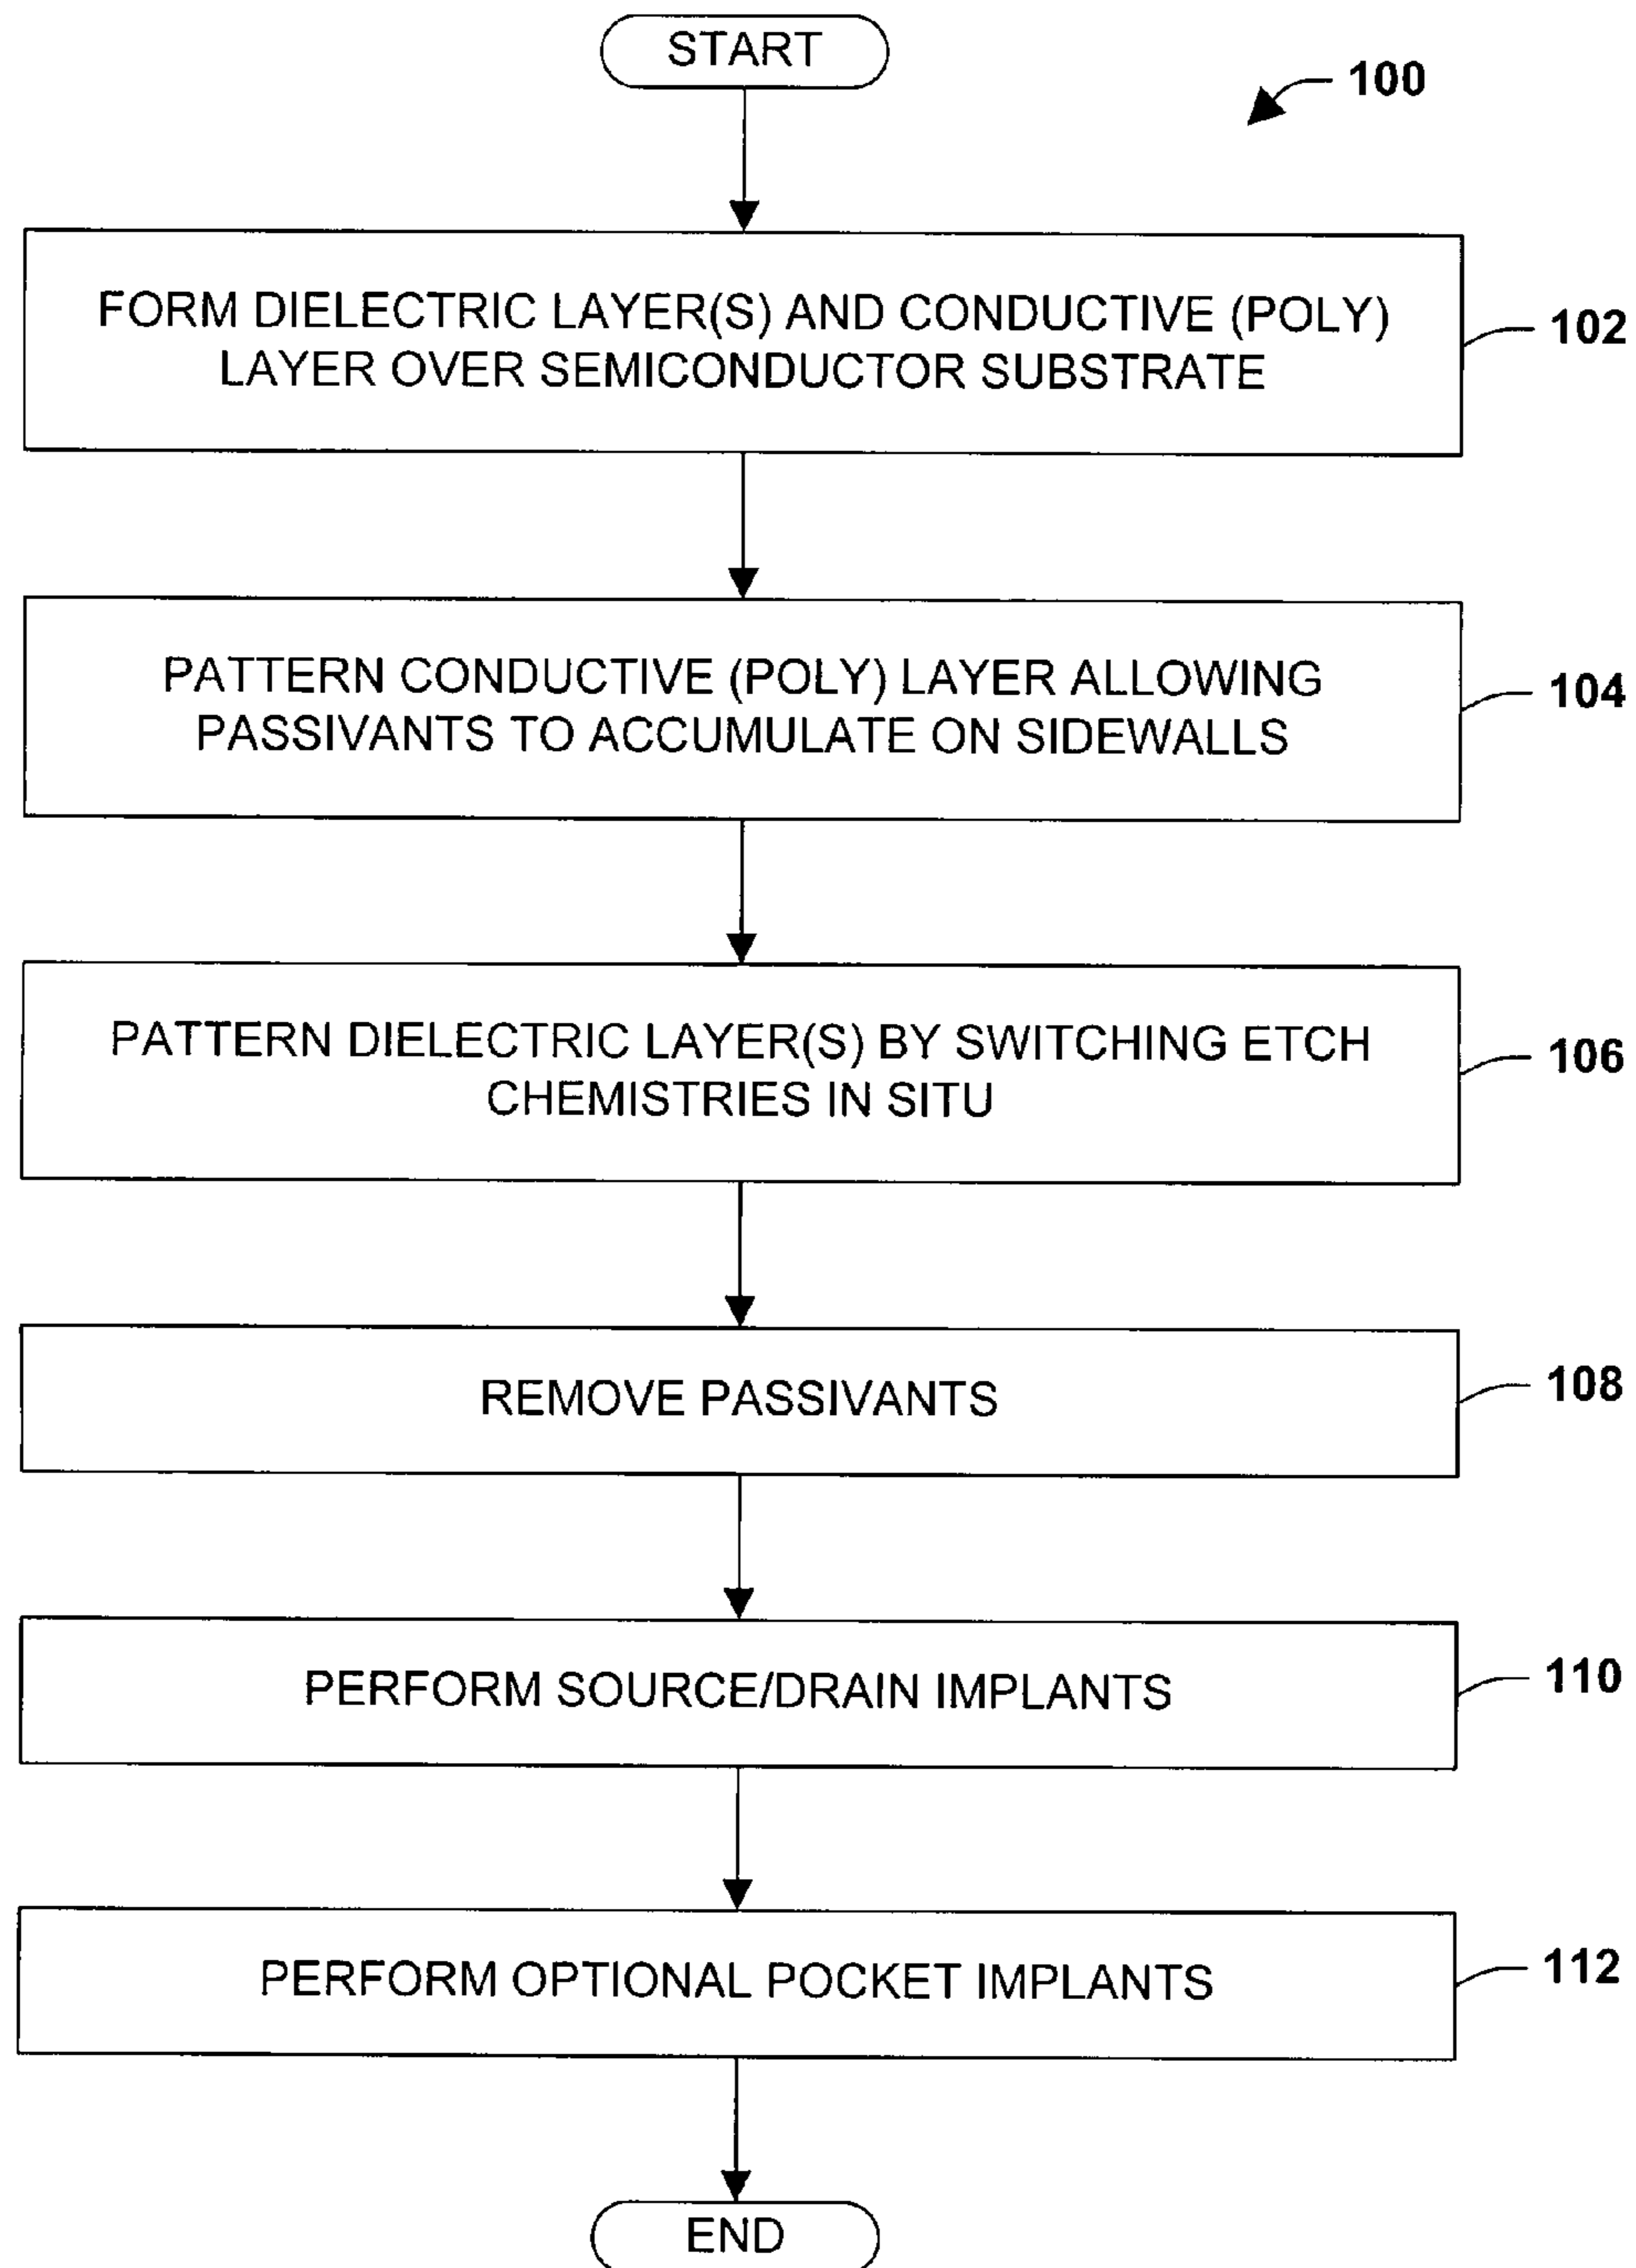 START
100
FORM DIELECTRIC LAYER(S) AND CONDUCTIVE (POLY)
LAYER OVER SEMICONDUCTOR SUBSTRATE
102
PATTERN CONDUCTIVE (POLY) LAYER ALLOWING
PASSIVANTS TO ACCUMULATE ON SIDEWALLS
104
PATTERN DIELECTRIC LAYER(S) BY SWITCHING ETCH
CHEMISTRIES IN SITU
106
REMOVE PASSIVANTS
108
PERFORM SOURCE/DRAIN IMPLANTS
110
PERFORM OPTIONAL POCKET IMPLANTS
112
END